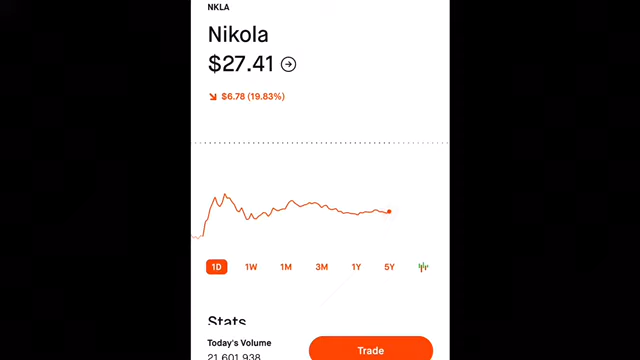 NKLA
Nikola
$27.41
$6.78 (19.83%)
1D 1W 1M 3M 1Y 5Y
Stats
Today's Volume
21,601,938
Trade